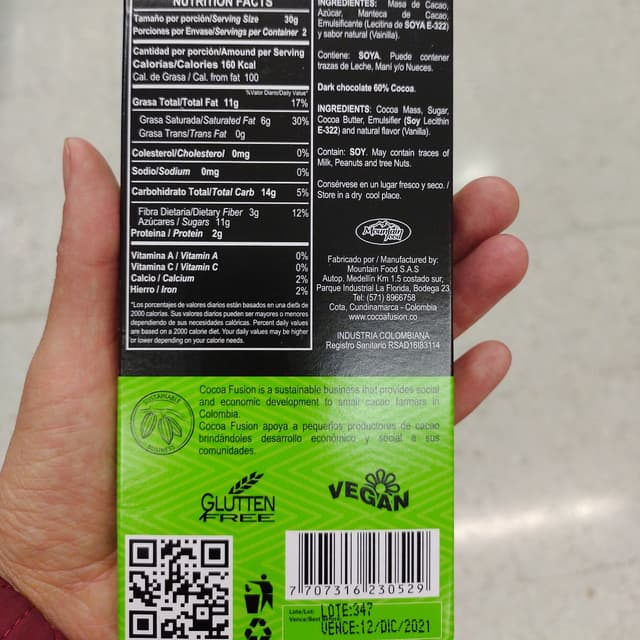 NUTRITION FACTS
Tamaño por porción/Serving Size 30g
Porciones por Envase/Servings per Container 2
Cantidad por porción/Amound per Serving
Calorías/Calories 160 Kcal
Cal. de Grasa / Cal. from fat 100
%Valor Diario/Daily Value*
Grasa Total/Total Fat 11g 17%
Grasa Saturada/Saturated Fat 6g 30%
Grasa Trans/Trans Fat 0g
Colesterol/Cholesterol 0mg 0%
Sodio/Sodium 0mg 0%
Carbohidrato Total/Total Carb 14g 5%
Fibra Dietaria/Dietary Fiber 3g 12%
Azúcares / Sugars 11g
Proteína / Protein 2g
Vitamina A / Vitamin A 0%
Vitamina C / Vitamin C 0%
Calcio / Calcium 2%
Hierro / Iron 2%
*Los porcentajes de valores diarios están basados en una dieta de
2000 calorías. Sus valores diarios pueden ser mayores o menores
dependiendo de sus necesidades calóricas. Percent daily values
are based on a 2000 calorie diet. Your daily values may be higher
or lower depending on your calorie needs.
INGREDIENTES: Masa de Cacao,
Azúcar, Manteca de Cacao,
Emulsificante (Lecitina de SOYA E-322)
y sabor natural (Vainilla).
Contiene: SOYA. Puede contener
trazas de Leche, Maní y/o Nueces.
Dark chocolate 60% Cocoa.
INGREDIENTS: Cocoa Mass, Sugar,
Cocoa Butter, Emulsifier (Soy Lecithin
E-322) and natural flavor (Vanilla).
Contain: SOY. May contain traces of
Milk, Peanuts and tree Nuts.
Consérvese en un lugar fresco y seco. /
Store in a dry cool place.
Mountain
food
Fabricado por / Manufactured by:
Mountain Food S.A.S
Autop. Medellín Km 1.5 costado sur,
Parque Industrial La Florida, Bodega 23
Tel: (571) 8966758
Cota, Cundinamarca - Colombia
www.cocoafusion.co
INDUSTRIA COLOMBIANA
Registro Sanitario RSAD16I83114
SUSTAINABLE
BUSINESS
Cocoa Fusion is a sustainable business that provides social
and economic development to small cacao farmers in
Colombia.
Cocoa Fusion apoya a pequeños productores de cacao
brindándoles desarrollo económico y social a sus
comunidades.
GLUTTEN
FREE
VEGAN
7 707316 230529
Lote/Lot: LOTE:347
Vence/Best Before VENCE:12/DIC/2021